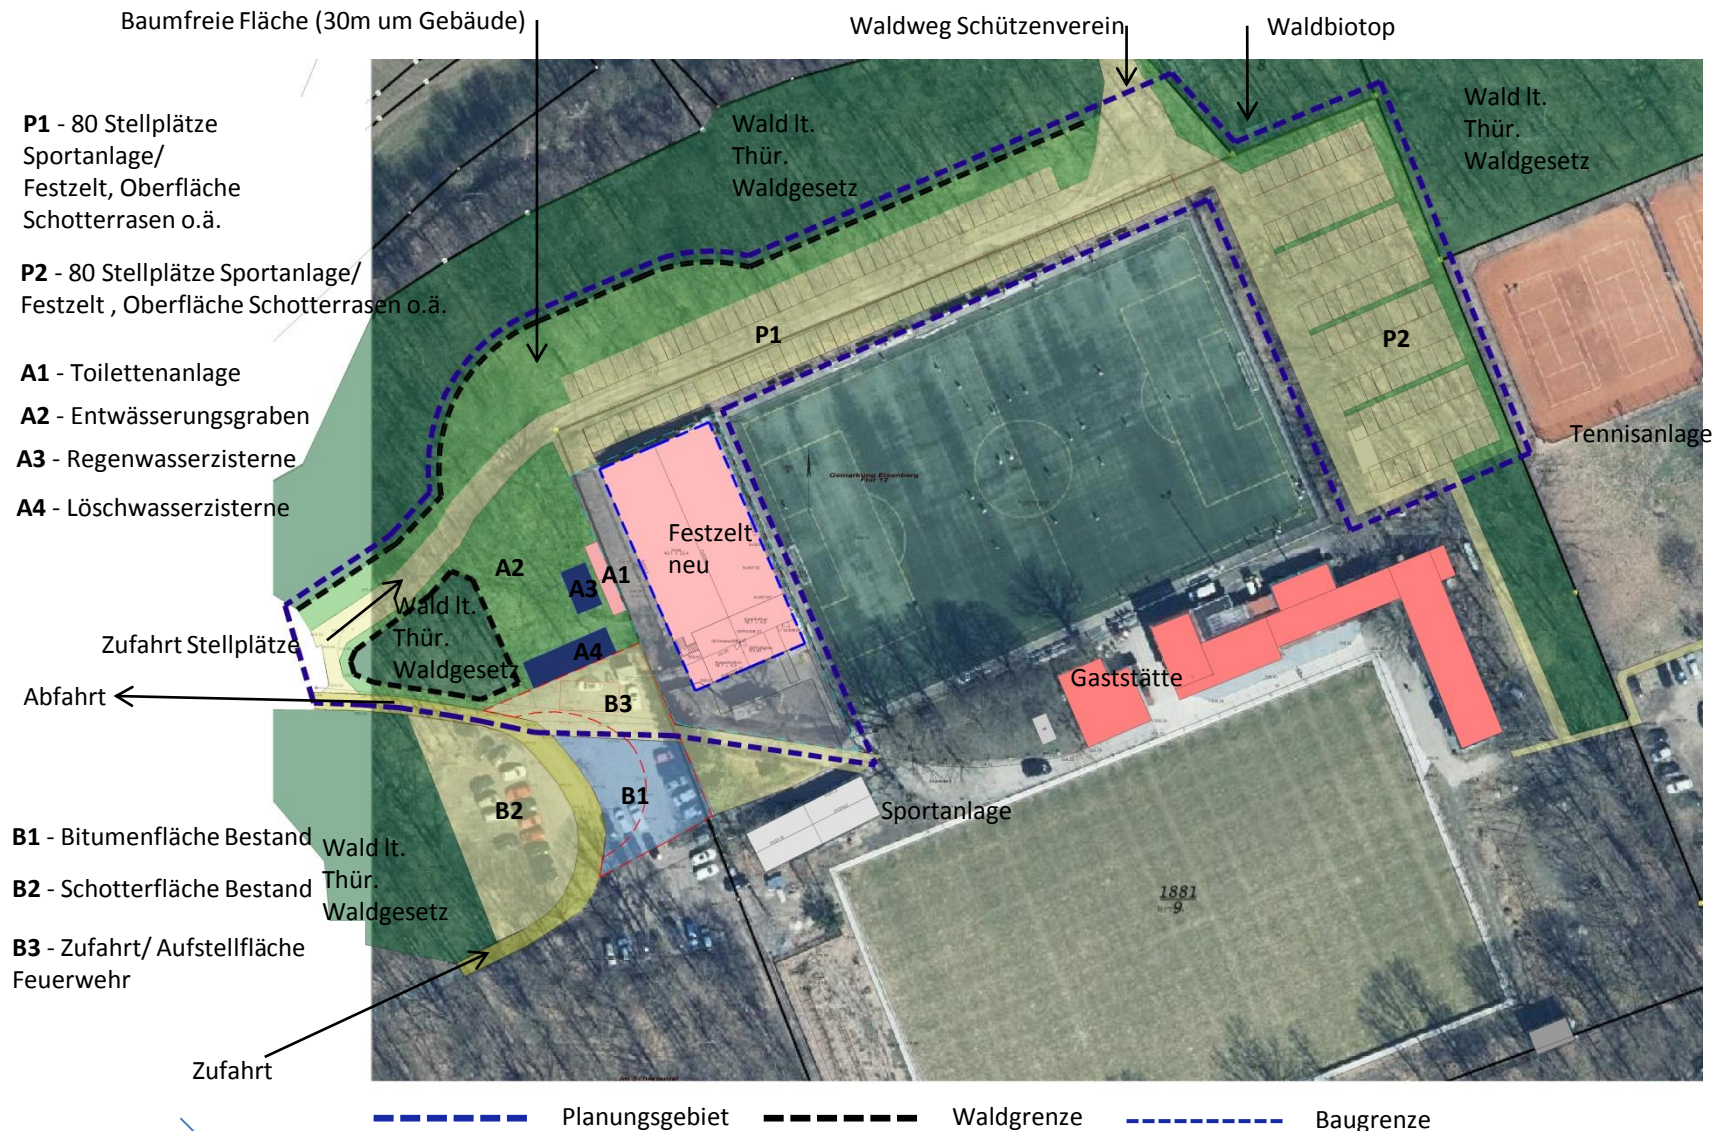 Baumfreie Fläche (30m um Gebäude)
Waldweg Schützenverein
Waldbiotop
P1 - 80 Stellplätze
Sportanlage/
Festzelt, Oberfläche
Schotterrasen o.ä.
P2 - 80 Stellplätze Sportanlage/
Festzelt , Oberfläche Schotterrasen o.ä.
A1 - Toilettenanlage
A2 - Entwässerungsgraben
A3 - Regenwasserzisterne
A4 - Löschwasserzisterne
Wald lt.
Thür.
Waldgesetz
Wald lt.
Thür.
Waldgesetz
P1
P2
Tennisanlage
Gemarkung Eisenberg
Flur 12
Festzelt
neu
A2
A3
A1
A4
Wald lt.
Thür.
Waldgesetz
Zufahrt Stellplätze
Abfahrt
B3
Gaststätte
B2
B1
Sportanlage
B1 - Bitumenfläche Bestand
B2 - Schotterfläche Bestand
B3 - Zufahrt/ Aufstellfläche
Feuerwehr
Wald lt.
Thür.
Waldgesetz
1881
9
Zufahrt
Planungsgebiet
Waldgrenze
Baugrenze